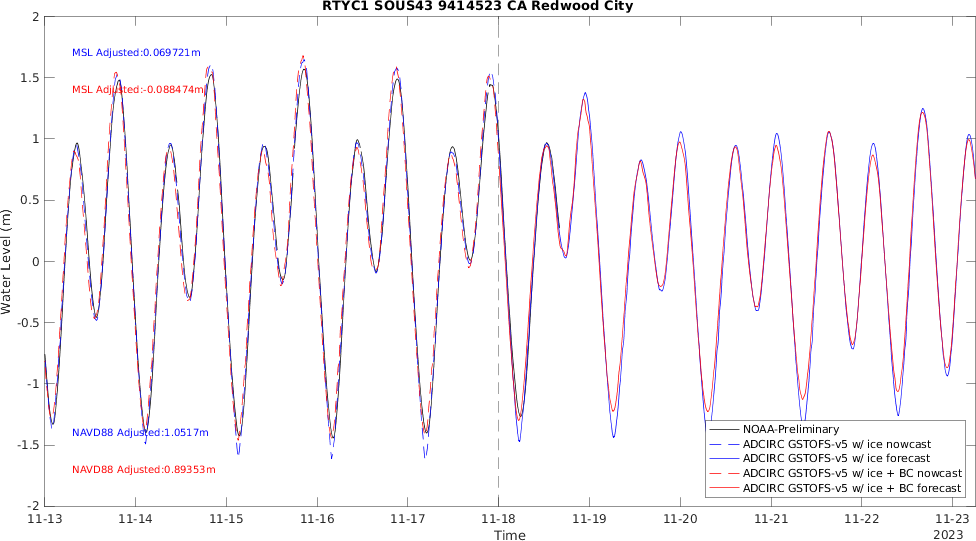 RTYC1 SOUS43 9414523 CA Redwood City
2
1.5
1
0.5
0
-0.5
-1
-1.5
-2
Water Level (m)
MSL Adjusted:0.069721m
MSL Adjusted:-0.088474m
NAVD88 Adjusted:1.0517m
NAVD88 Adjusted:0.89353m
NOAA-Preliminary
ADCIRC GSTOFS-v5 w/ ice nowcast
ADCIRC GSTOFS-v5 w/ ice forecast
ADCIRC GSTOFS-v5 w/ ice + BC nowcast
ADCIRC GSTOFS-v5 w/ ice + BC forecast
11-13 11-14 11-15 11-16 11-17 11-18 11-19 11-20 11-21 11-22 11-23
2023
Time